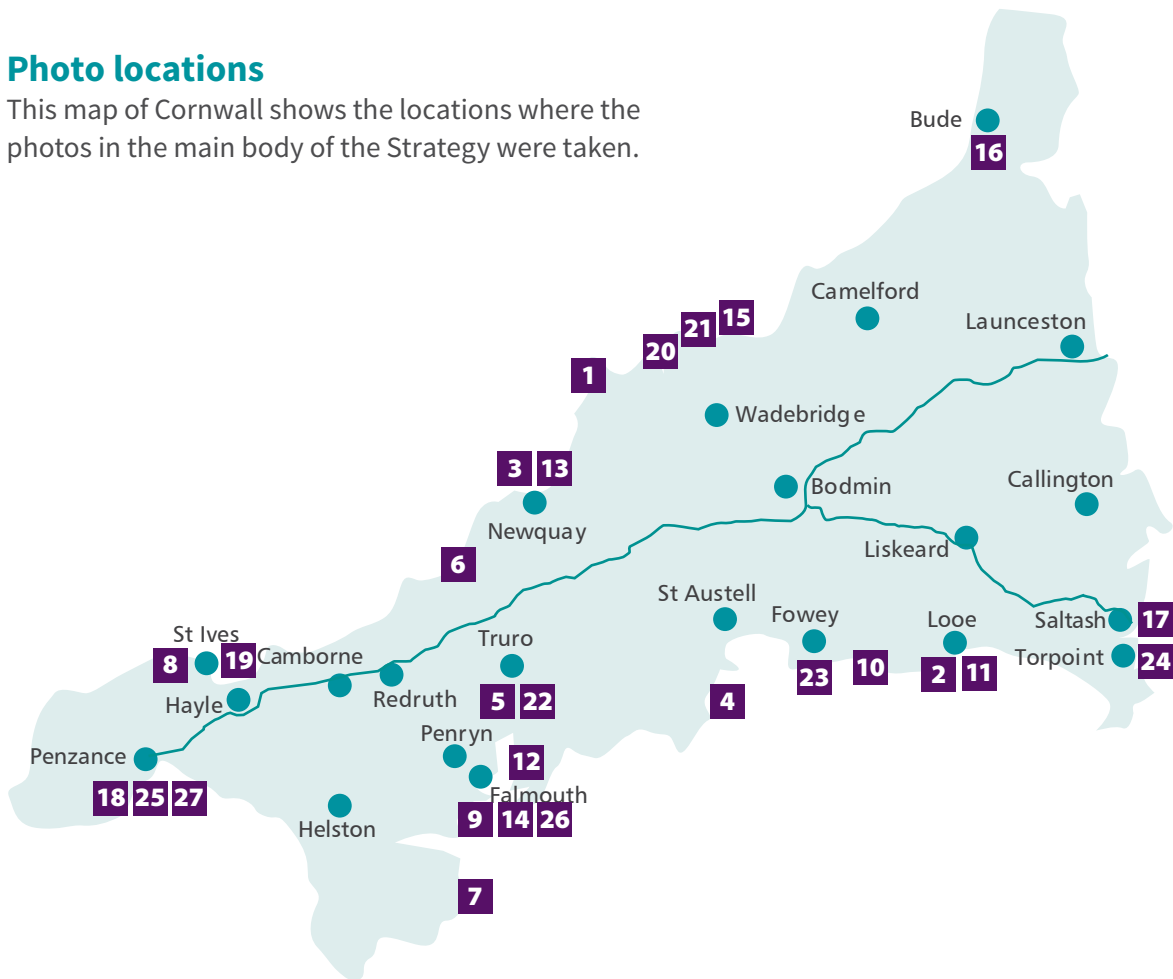 Photo locations
This map of Cornwall shows the locations where the
photos in the main body of the Strategy were taken.
Bude
16
Camelford
Launceston
15
21
20
1
Wadebridge
3 13
Newquay
Bodmin
Callington
Liskeard
6
St Austell
Fowey
Looe
Saltash
17
Torpoint
24
23
10
2 11
4
St Ives
8
19
Camborne
Truro
Hayle
Redruth
5 22
Penryn
12
Penzance
18 25 27
Falmouth
9 14 26
Helston
7